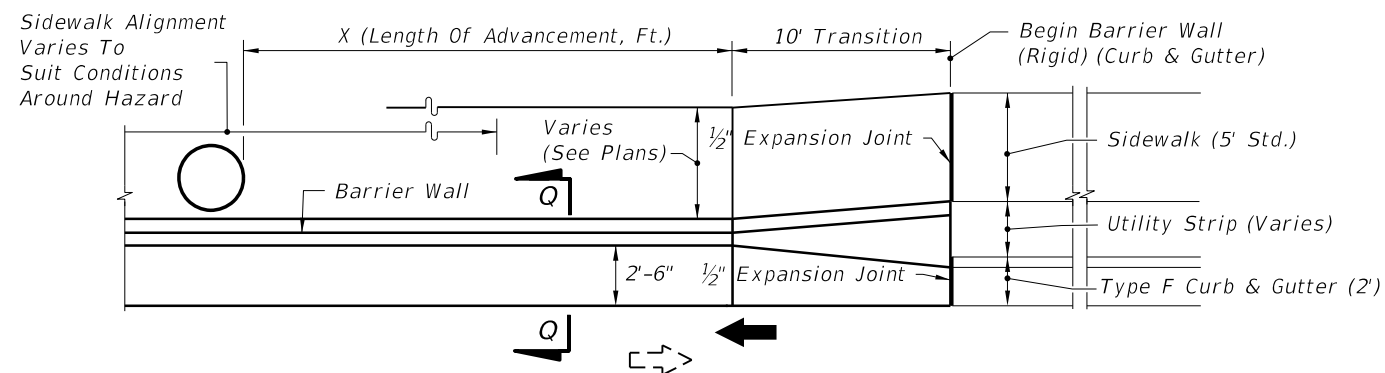 Sidewalk Alignment
Varies To
Suit Conditions
Around Hazard
X (Length Of Advancement, Ft.)
10' Transition
Begin Barrier Wall
(Rigid) (Curb & Gutter)
Varies
(See Plans)
½" Expansion Joint
Sidewalk (5' Std.)
Barrier Wall
Q
Utility Strip (Varies)
2'-6"
½" Expansion Joint
Type F Curb & Gutter (2')
Q